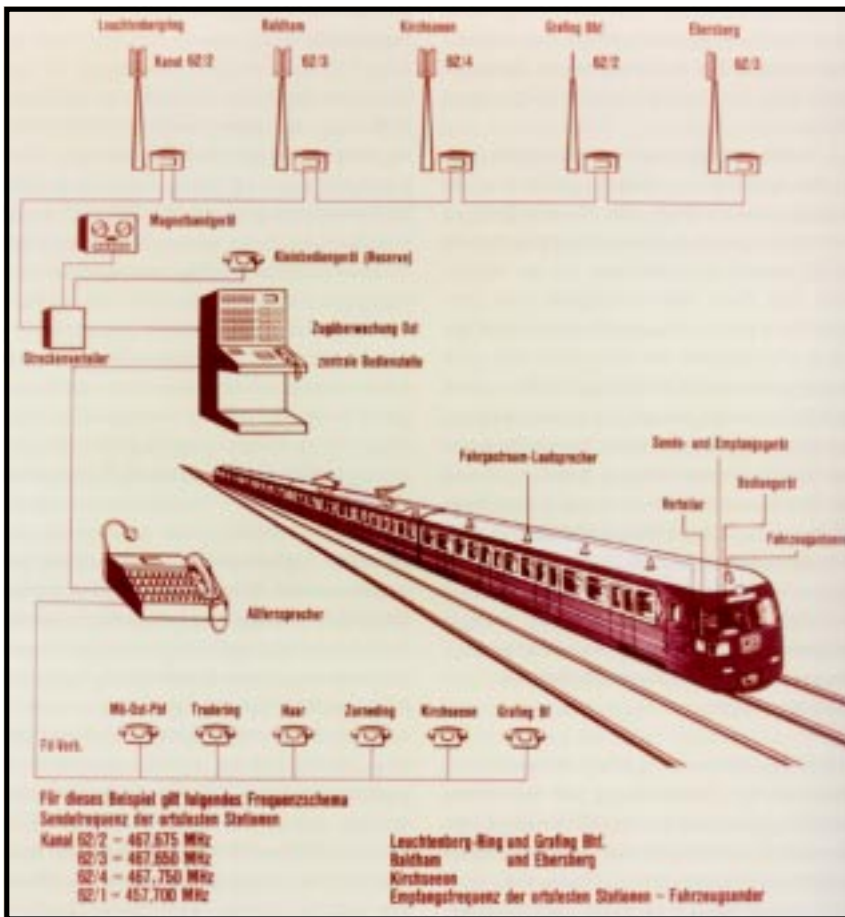 Leuchtenbergring
Baldham
Kirchseeon
Grafing Bhf
Ebersberg
Kanal 62/2
62/3
62/4
62/2
62/3
Magnetbandgerät
Kleinbediengerät (Reserve)
Zugüberwachung Ost
Streckenverteiler
zentrale Bedienstelle
Sende- und Empfangsgerät
Fahrgastraum-Lautsprecher
Bediengerät
Verteiler
Fahrzeugantenne
Allfernsprecher
Mü-Ost-Pbf
Trudering
Haar
Zorneding
Kirchseeon
Grafing Bf
Fd-Verb.
Für dieses Beispiel gilt folgendes Frequenzschema
Sendefrequenz der ortsfesten Stationen
Kanal 62/2 – 467,675 MHz Leuchtenberg-Ring und Grafing Bhf.
62/3 – 467,650 MHz Baldham und Ebersberg
62/4 – 467,750 MHz Kirchseeon
62/1 – 457,700 MHz Empfangsfrequenz der ortsfesten Stationen – Fahrzeugsender